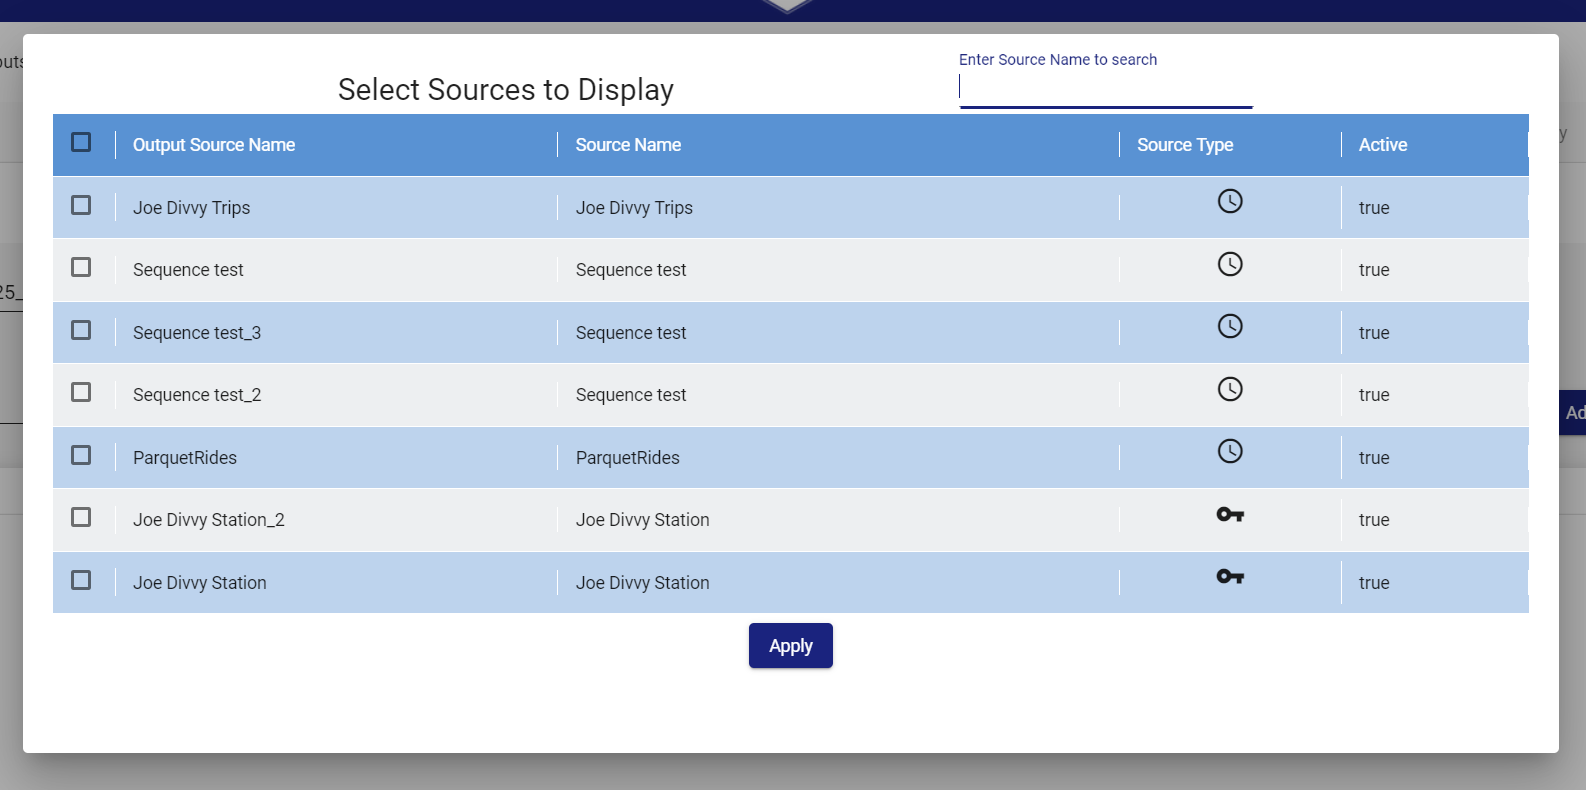 Enter Source Name to search
Select Sources to Display
Output Source Name Source Name Source Type Active
Joe Divvy Trips Joe Divvy Trips true
Sequence test Sequence test true
Sequence test_3 Sequence test true
Sequence test_2 Sequence test true
ParquetRides ParquetRides true
Joe Divvy Station_2 Joe Divvy Station true
Joe Divvy Station Joe Divvy Station true
Apply